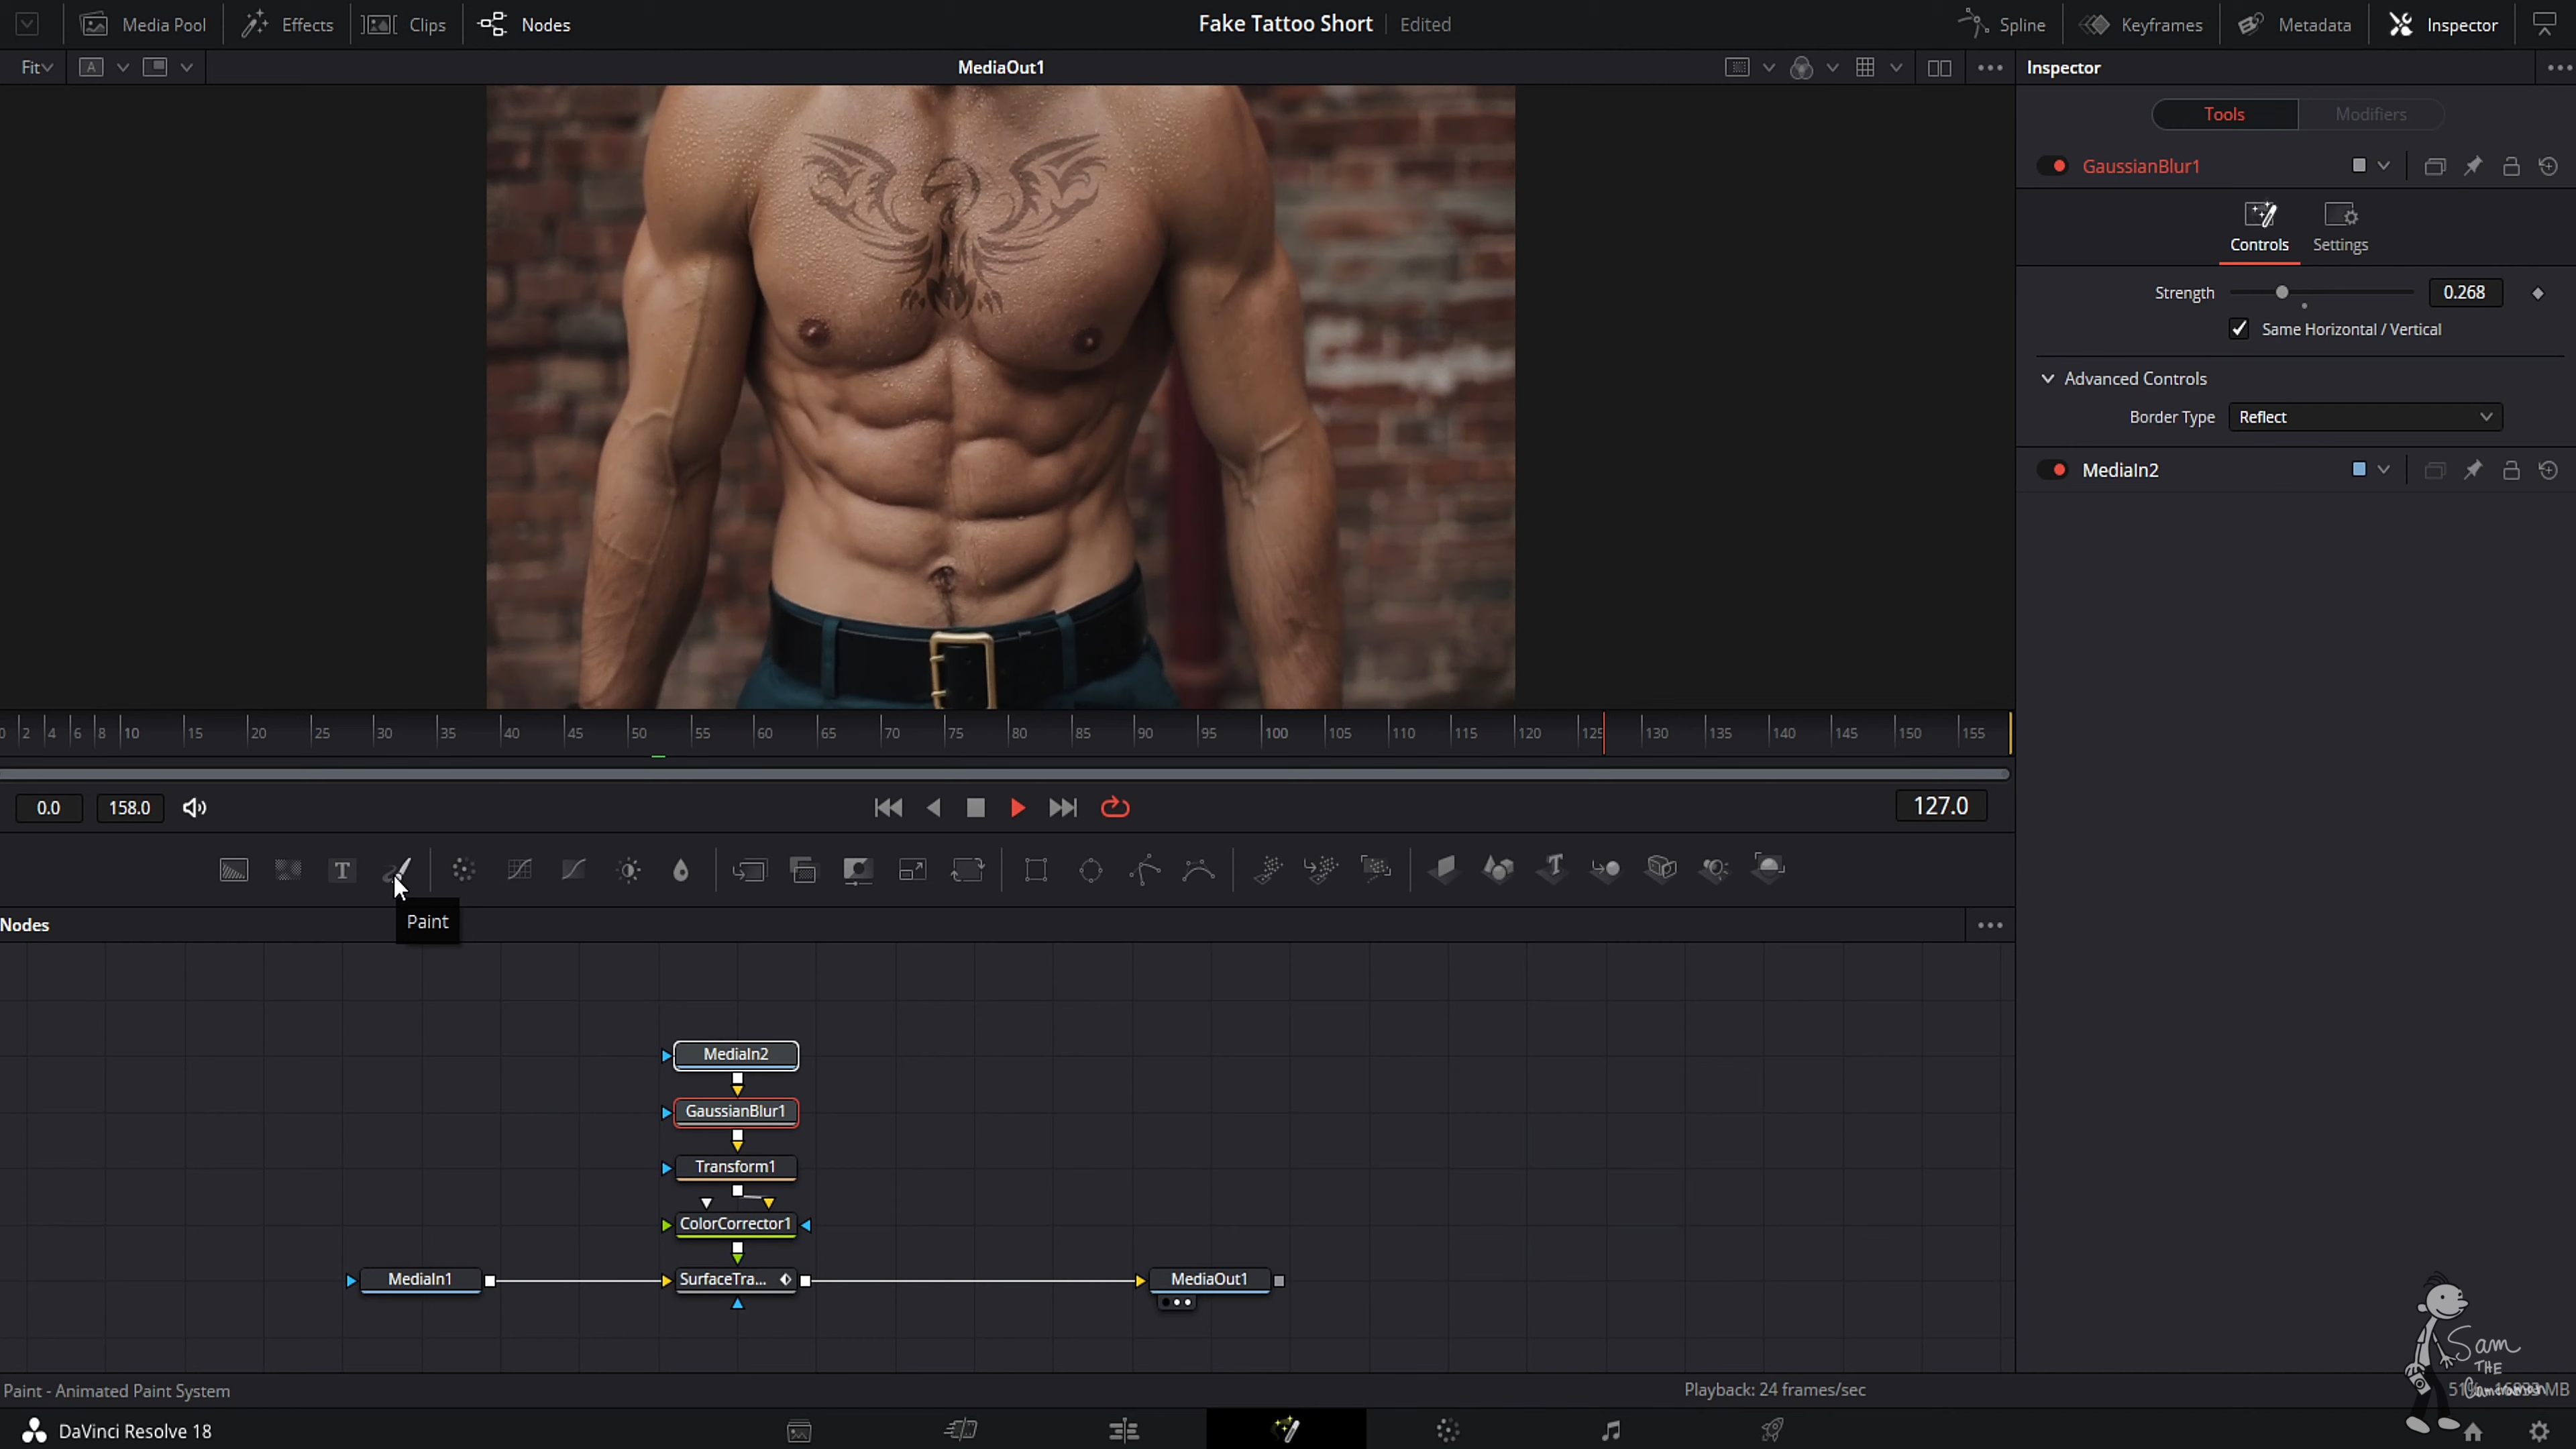 Media Pool Effects Clips Nodes Fake Tattoo Short Edited Spline Keyframes Metadata Inspector
Fit A MediaOut1 Inspector
Tools Modifiers
GaussianBlur1
Controls Settings
Strength 0.268
Same Horizontal / Vertical
Advanced Controls
Border Type Reflect
MediaIn2
0 2 4 6 8 10 15 20 25 30 35 40 45 50 55 60 65 70 75 80 85 90 95 100 105 110 115 120 125 130 135 140 145 150 155
0.0 158.0 127.0
T T
Paint
Nodes
MediaIn2
GaussianBlur1
Transform1
ColorCorrector1
MediaIn1 SurfaceTra... MediaOut1
Sam
THE
Cameraman
Paint - Animated Paint System Playback: 24 frames/sec
DaVinci Resolve 18